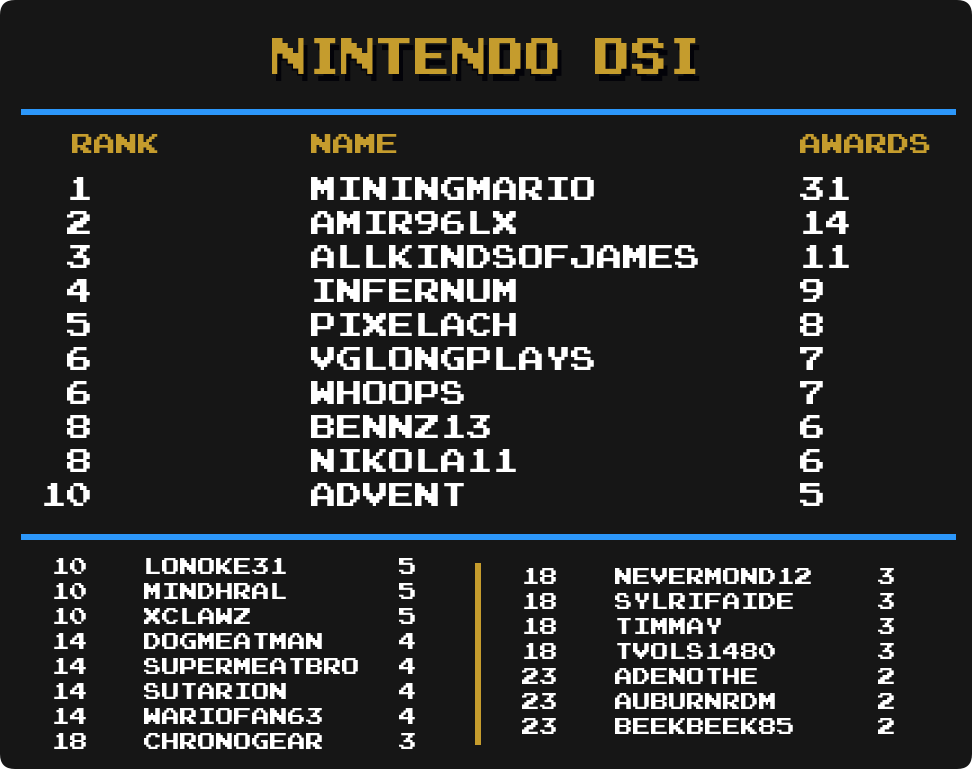 NINTENDO DSI
RANK NAME AWARDS
1 MININGMARIO 31
2 AMIR96LX 14
3 ALLKINDSOFJAMES 11
4 INFERNUM 9
5 PIXELACH 8
6 VGLONGPLAYS 7
6 WHOOPS 7
8 BENNZ13 6
8 NIKOLA11 6
10 ADVENT 5
10 LONOKE31 5
10 MINDHRAL 5
10 XCLAWZ 5
14 DOGMEATMAN 4
14 SUPERMEATBRO 4
14 SUTARION 4
14 WARIOFAN63 4
18 CHRONOGEAR 3
18 NEVERMOND12 3
18 SYLRIFAIDE 3
18 TIMMAY 3
18 TVOLS1480 3
23 ADENOTHE 2
23 AUBURNRDM 2
23 BEEKBEEK85 2